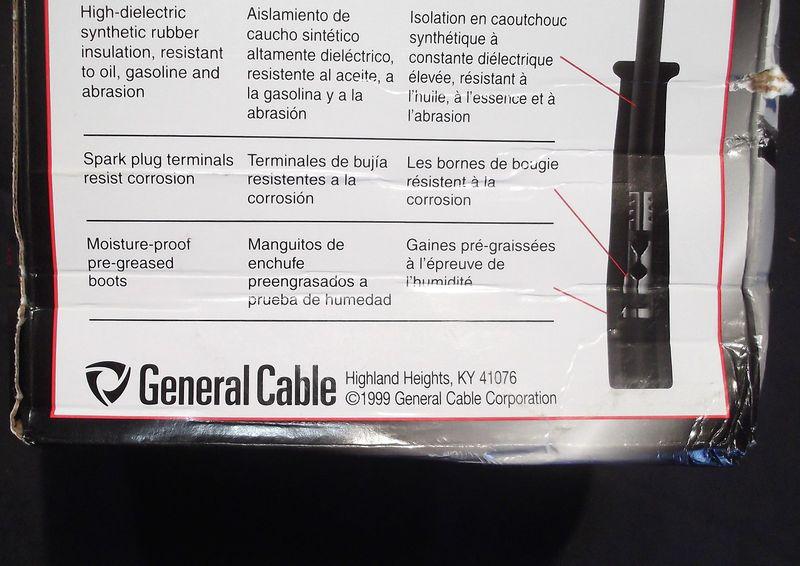 High-dielectric
synthetic rubber
insulation, resistant
to oil, gasoline and
abrasion
Aislamiento de
caucho sintético
altamente dieléctrico,
resistente al aceite, a
la gasolina y a la
abrasión
Isolation en caoutchouc
synthétique à
constante diélectrique
élevée, résistant à
l'huile, à l'essence et à
l'abrasion
Spark plug terminals
resist corrosion
Terminales de bujía
resistentes a la
corrosión
Les bornes de bougie
résistent à la
corrosion
Moisture-proof
pre-greased
boots
Manguitos de
enchufe
preengrasados a
prueba de humedad
Gaines pré-graissées
à l'épreuve de
l'humidité
General Cable
Highland Heights, KY 41076
©1999 General Cable Corporation